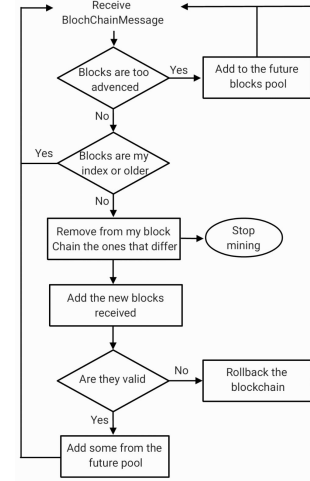 Receive
BlochChainMessage
Blocks are too
advenced
Yes
Add to the future
blocks pool
No
Yes
Blocks are my
index or older
No
Remove from my block
Chain the ones that differ
Stop
mining
Add the new blocks
received
Are they valid
No
Rollback the
blockchain
Yes
Add some from the
future pool